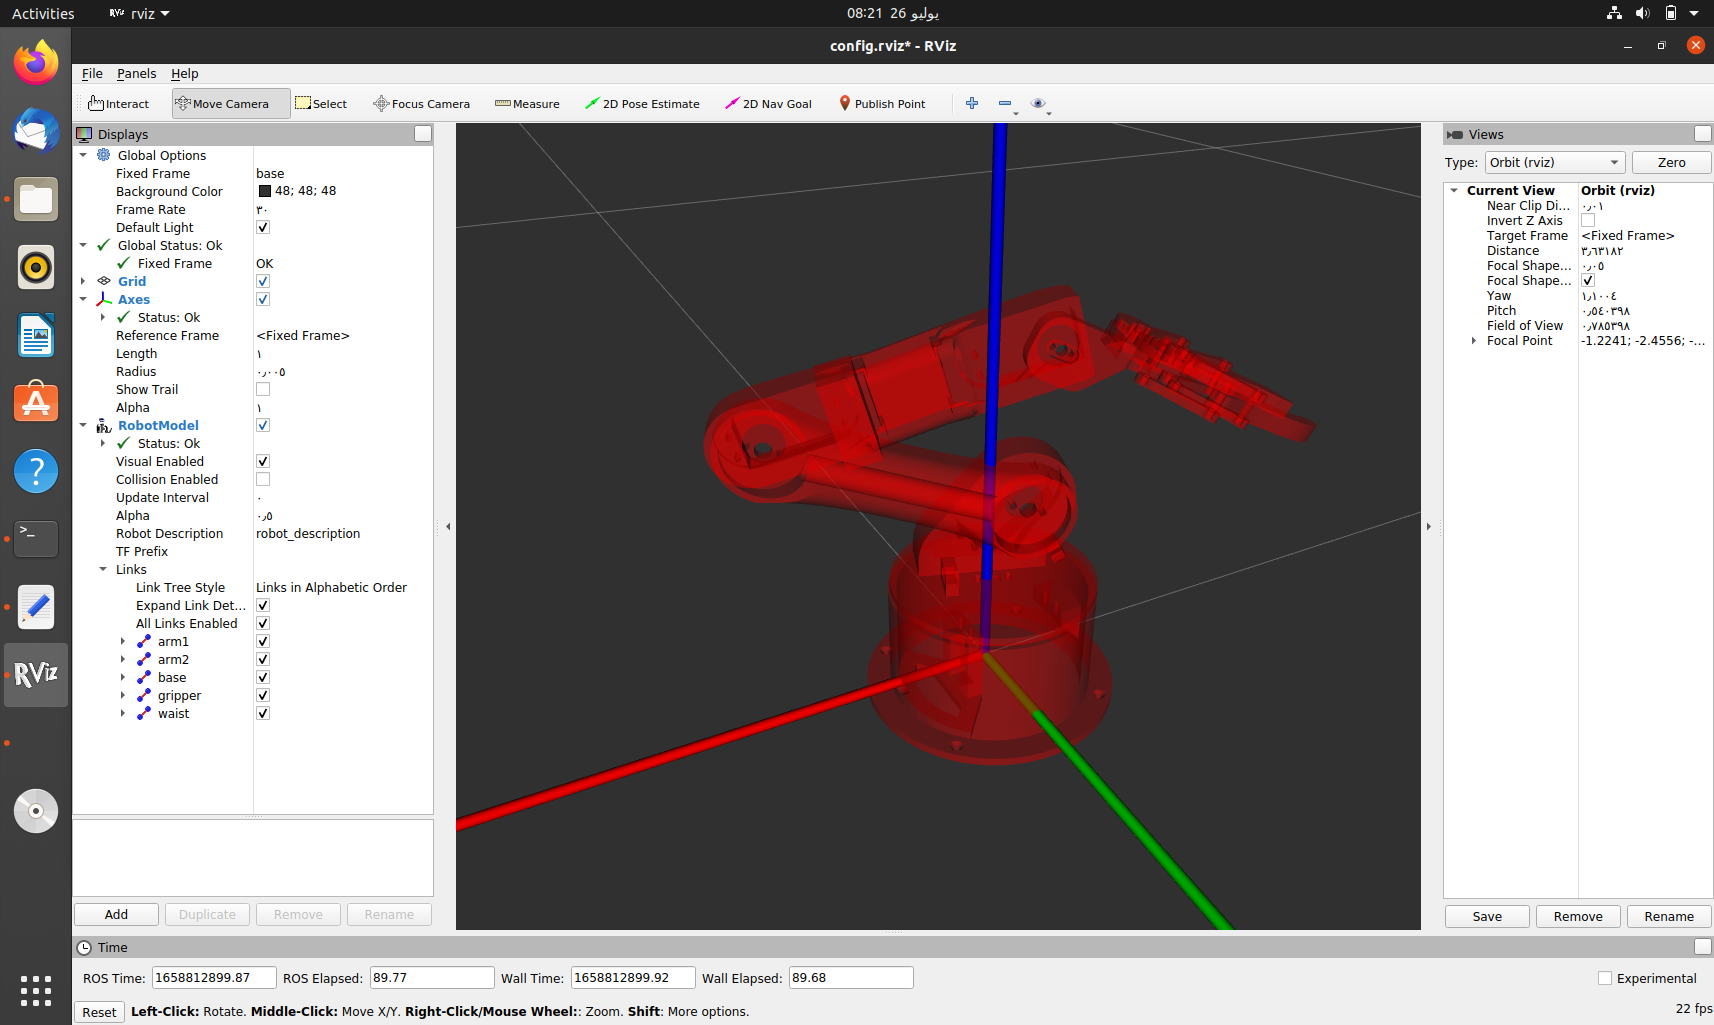 Activities
RViz rviz
08:21 26 يوليو
config.rviz* - RViz
File Panels Help
Interact Move Camera Select Focus Camera Measure 2D Pose Estimate 2D Nav Goal Publish Point
Displays
Global Options
Fixed Frame base
Background Color 48; 48; 48
Frame Rate ٣٠
Default Light
Global Status: Ok
Fixed Frame OK
Grid
Axes
Status: Ok
Reference Frame <Fixed Frame>
Length ١
Radius ٠٫٠٠٥
Show Trail
Alpha ١
RobotModel
Status: Ok
Visual Enabled
Collision Enabled
Update Interval ٠
Alpha ٠٫٥
Robot Description robot_description
TF Prefix
Links
Link Tree Style Links in Alphabetic Order
Expand Link Det...
All Links Enabled
arm1
arm2
base
gripper
waist
Add Duplicate Remove Rename
Views
Type: Orbit (rviz) Zero
Current View Orbit (rviz)
Near Clip Di... ٠٫٠١
Invert Z Axis
Target Frame <Fixed Frame>
Distance ٣٫٦٣١٨٢
Focal Shape... ٠٫٠٥
Focal Shape...
Yaw ١٫١٠٠٤
Pitch ٠٫٥٤٠٣٩٨
Field of View ٠٫٧٨٥٣٩٨
Focal Point -1.2241; -2.4556; -...
Save Remove Rename
RViz
Time
ROS Time: 1658812899.87 ROS Elapsed: 89.77 Wall Time: 1658812899.92 Wall Elapsed: 89.68 Experimental
Reset Left-Click: Rotate. Middle-Click: Move X/Y. Right-Click/Mouse Wheel:: Zoom. Shift: More options. 22 fps